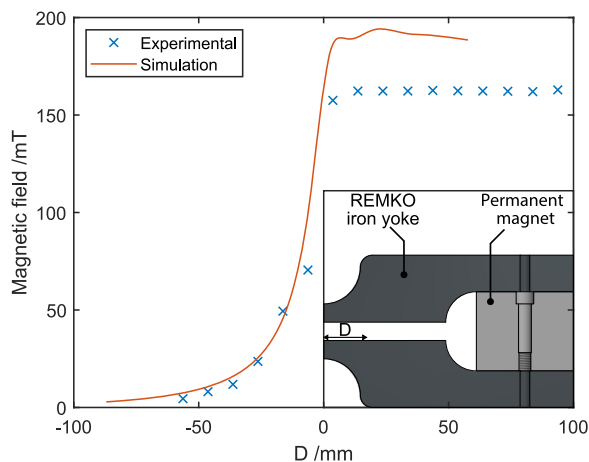 200
150
100
50
0
Magnetic field /mT
Experimental
Simulation
REMKO
iron yoke
Permanent
magnet
D
-100
-50
0
50
100
D /mm